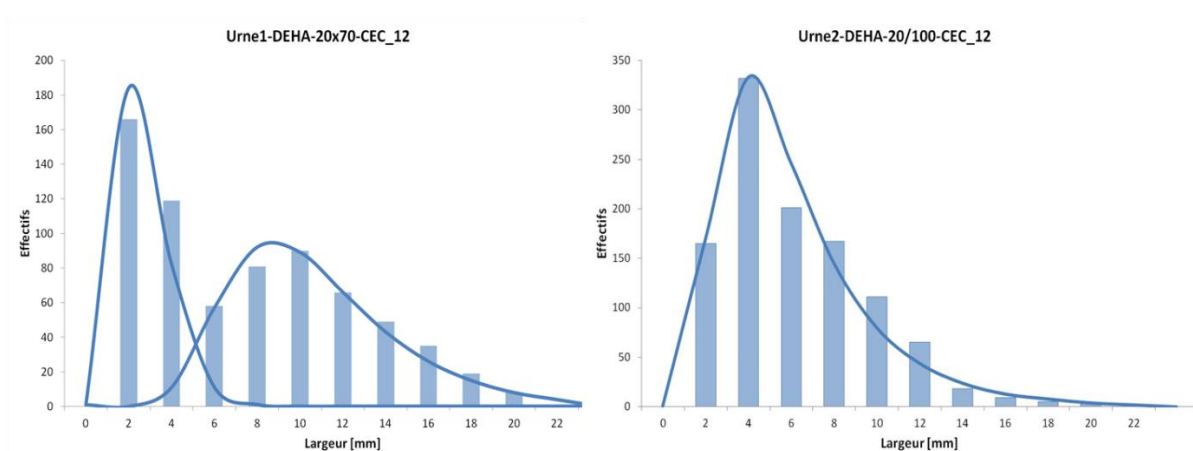 Urne1-DEHA-20x70-CEC_12
200
180
160
140
120
100
80
60
40
20
0
Effectifs
0 2 4 6 8 10 12 14 16 18 20 22
Largeur [mm]
Urne2-DEHA-20/100-CEC_12
350
300
250
200
150
100
50
0
Effectifs
0 2 4 6 8 10 12 14 16 18 20 22
Largeur [mm]